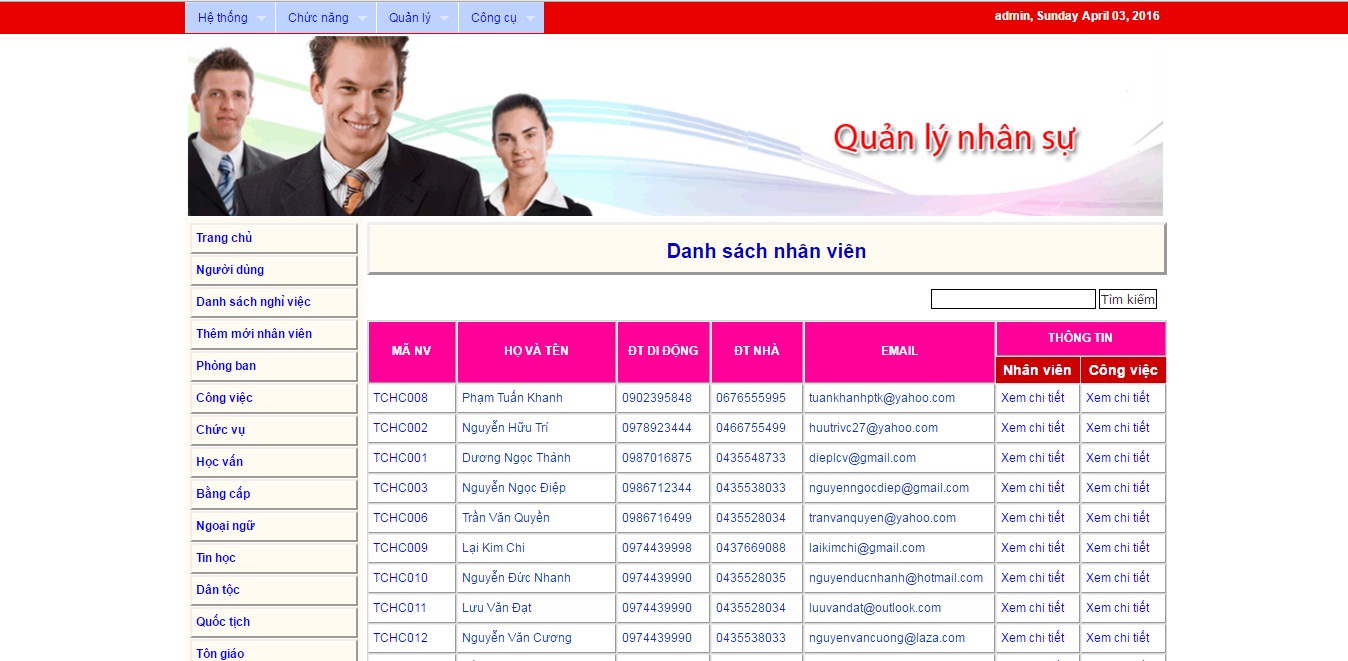 Hệ thống Chức năng Quản lý Công cụ admin, Sunday April 03, 2016
Quản lý nhân sự
Trang chủ
Người dùng
Danh sách nghỉ việc
Thêm mới nhân viên
Phòng ban
Công việc
Chức vụ
Học vấn
Bằng cấp
Ngoại ngữ
Tin học
Dân tộc
Quốc tịch
Tôn giáo
Danh sách nhân viên
Tìm kiếm
MÃ NV HỌ VÀ TÊN ĐT DI ĐỘNG ĐT NHÀ EMAIL THÔNG TIN
Nhân viên Công việc
TCHC008 Phạm Tuấn Khanh 0902395848 0676555995 tuankhanhptk@yahoo.com Xem chi tiết Xem chi tiết
TCHC002 Nguyễn Hữu Trí 0978923444 0466755499 huutrivc27@yahoo.com Xem chi tiết Xem chi tiết
TCHC001 Dương Ngọc Thành 0987016875 0435548733 dieplcv@gmail.com Xem chi tiết Xem chi tiết
TCHC003 Nguyễn Ngọc Điệp 0986712344 0435538033 nguyenngocdiep@gmail.com Xem chi tiết Xem chi tiết
TCHC006 Trần Văn Quyền 0986716499 0435528034 tranvanquyen@yahoo.com Xem chi tiết Xem chi tiết
TCHC009 Lại Kim Chi 0974439998 0437669088 laikimchi@gmail.com Xem chi tiết Xem chi tiết
TCHC010 Nguyễn Đức Nhanh 0974439990 0435528035 nguyenducnhanh@hotmail.com Xem chi tiết Xem chi tiết
TCHC011 Lưu Văn Đạt 0974439990 0435528034 luuvandat@outlook.com Xem chi tiết Xem chi tiết
TCHC012 Nguyễn Văn Cương 0974439990 0435538033 nguyenvancuong@laza.com Xem chi tiết Xem chi tiết